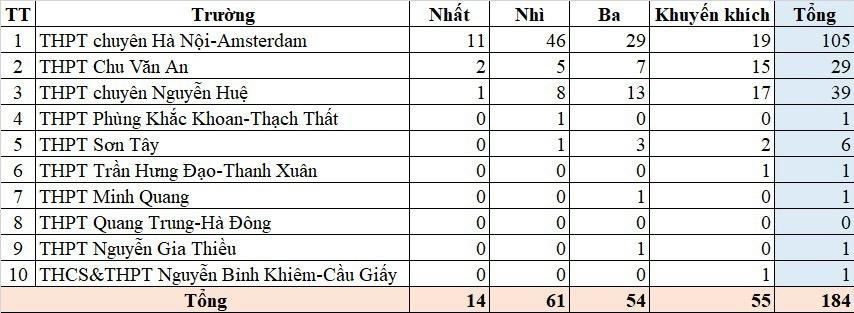 TT Trường Nhất Nhì Ba Khuyến khích Tổng
1 THPT chuyên Hà Nội-Amsterdam 11 46 29 19 105
2 THPT Chu Văn An 2 5 7 15 29
3 THPT chuyên Nguyễn Huệ 1 8 13 17 39
4 THPT Phùng Khắc Khoan-Thạch Thất 0 1 0 0 1
5 THPT Sơn Tây 0 1 3 2 6
6 THPT Trần Hưng Đạo-Thanh Xuân 0 0 0 1 1
7 THPT Minh Quang 0 0 1 0 1
8 THPT Quang Trung-Hà Đông 0 0 0 0 0
9 THPT Nguyễn Gia Thiều 0 0 1 0 1
10 THCS&THPT Nguyễn Bỉnh Khiêm-Cầu Giấy 0 0 0 1 1
Tổng 14 61 54 55 184